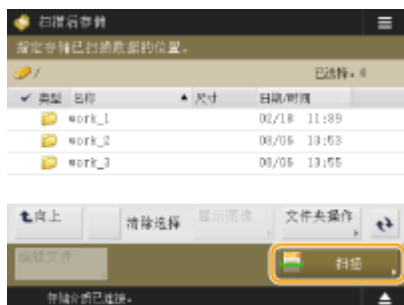 扫描后存储
指定存储已扫描数据的位置。
/ 已选择: 0
✓ 类型 名称 ▲ 尺寸 日期/时间
work_1 02/18 11:39
work_2 08/05 13:53
work_3 08/05 13:55
向上 清除选择 显示图像 文件夹操作
编辑文件 扫描
存储介质已连接。